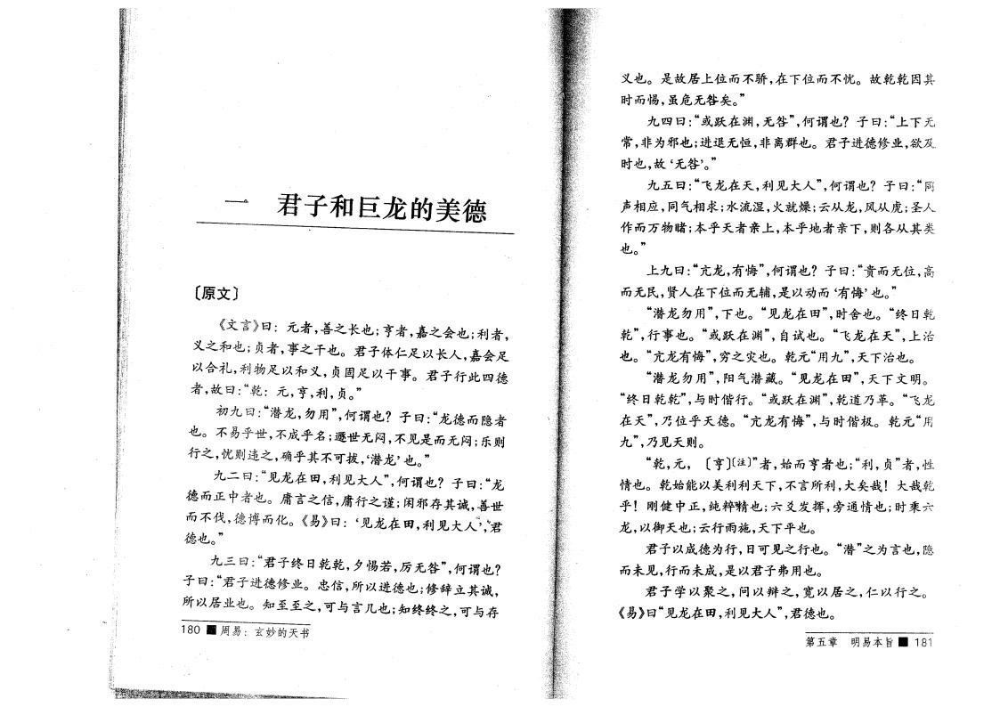 一　君子和巨龙的美德
〔原文〕
《文言》曰：元者，善之长也；亨者，嘉之会也；利者，
义之和也；贞者，事之干也。君子体仁足以长人，嘉会足
以合礼，利物足以和义，贞固足以干事。君子行此四德
者，故曰：“乾：元，亨，利，贞。”
初九曰：“潜龙，勿用”，何谓也？子曰：“龙德而隐者
也。不易乎世，不成乎名；遯世无闷，不见是而无闷；乐则
行之，忧则违之，确乎其不可拔，‘潜龙’也。”
九二曰：“见龙在田，利见大人”，何谓也？子曰：“龙
德而正中者也。庸言之信，庸行之谨；闲邪存其诚，善世
而不伐，德博而化。《易》曰：‘见龙在田，利见大人’，君
德也。”
九三曰：“君子终日乾乾，夕惕若，厉无咎”，何谓也？
子曰：“君子进德修业。忠信，所以进德也；修辞立其诚，
所以居业也。知至至之，可与言几也；知终终之，可与存
180 ■ 周易：玄妙的天书
义也。是故居上位而不骄，在下位而不忧。故乾乾因其
时而惕，虽危无咎矣。”
九四曰：“或跃在渊，无咎”，何谓也？子曰：“上下无
常，非为邪也；进退无恒，非离群也。君子进德修业，欲及
时也，故‘无咎’。”
九五曰：“飞龙在天，利见大人”，何谓也？子曰：“同
声相应，同气相求；水流湿，火就燥；云从龙，风从虎；圣人
作而万物睹；本乎天者亲上，本乎地者亲下，则各从其类
也。”
上九曰：“亢龙，有悔”，何谓也？子曰：“贵而无位，高
而无民，贤人在下位而无辅，是以动而‘有悔’也。”
“潜龙勿用”，下也。“见龙在田”，时舍也。“终日乾
乾”，行事也。“或跃在渊”，自试也。“飞龙在天”，上治
也。“亢龙有悔”，穷之灾也。乾元“用九”，天下治也。
“潜龙勿用”，阳气潜藏。“见龙在田”，天下文明。
“终日乾乾”，与时偕行。“或跃在渊”，乾道乃革。“飞龙
在天”，乃位乎天德。“亢龙有悔”，与时偕极。乾元“用
九”，乃见天则。
“乾，元，〔亨〕〔注〕”者，始而亨者也；“利，贞”者，性
情也。乾始能以美利利天下，不言所利，大矣哉！大哉乾
乎！刚健中正，纯粹精也；六爻发挥，旁通情也；时乘六
龙，以御天也；云行雨施，天下平也。
君子以成德为行，日可见之行也。“潜”之为言也，隐
而未见，行而未成，是以君子弗用也。
君子学以聚之，问以辩之，宽以居之，仁以行之。
《易》曰“见龙在田，利见大人”，君德也。
第五章　明易本旨 ■ 181